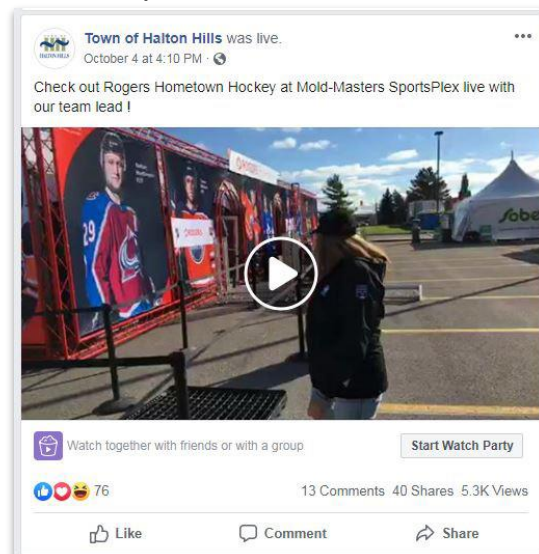 Town of Halton Hills was live.
October 4 at 4:10 PM ·
Check out Rogers Hometown Hockey at Mold-Masters SportsPlex live with
our team lead !
29
Sobe
Watch together with friends or with a group
Start Watch Party
76
13 Comments 40 Shares 5.3K Views
Like
Comment
Share